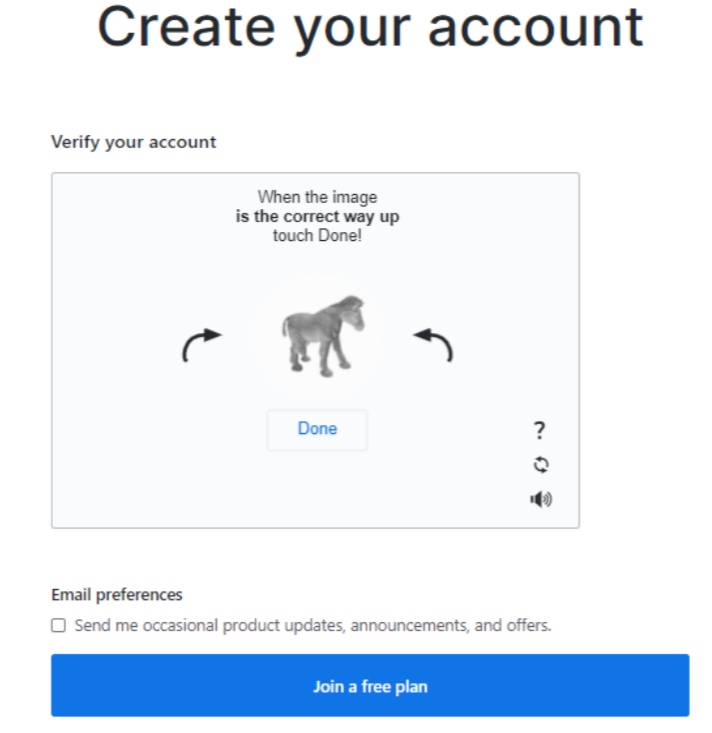 Create your account
Verify your account
When the image
is the correct way up
touch Done!
Done
?
Email preferences
Send me occasional product updates, announcements, and offers.
Join a free plan